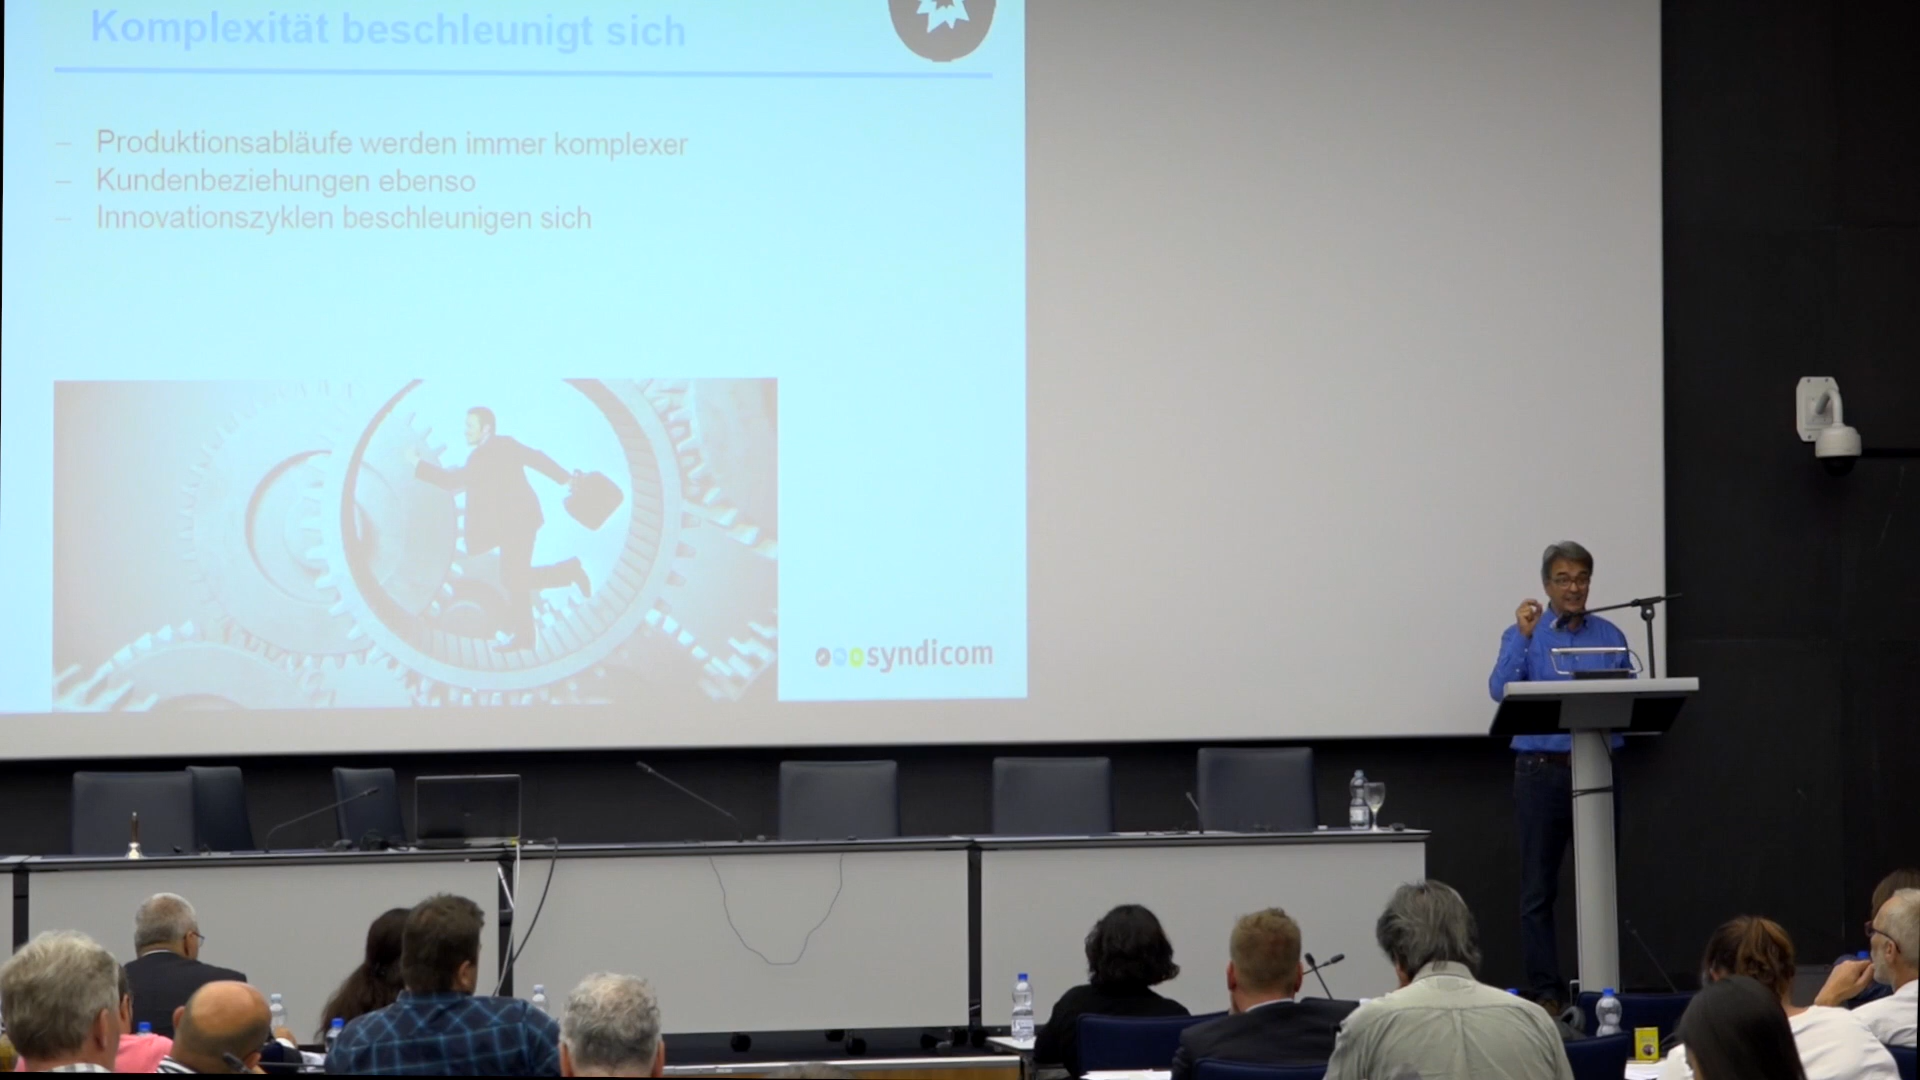 Komplexität beschleunigt sich
– Produktionsabläufe werden immer komplexer
– Kundenbeziehungen ebenso
– Innovationszyklen beschleunigen sich
syndicom